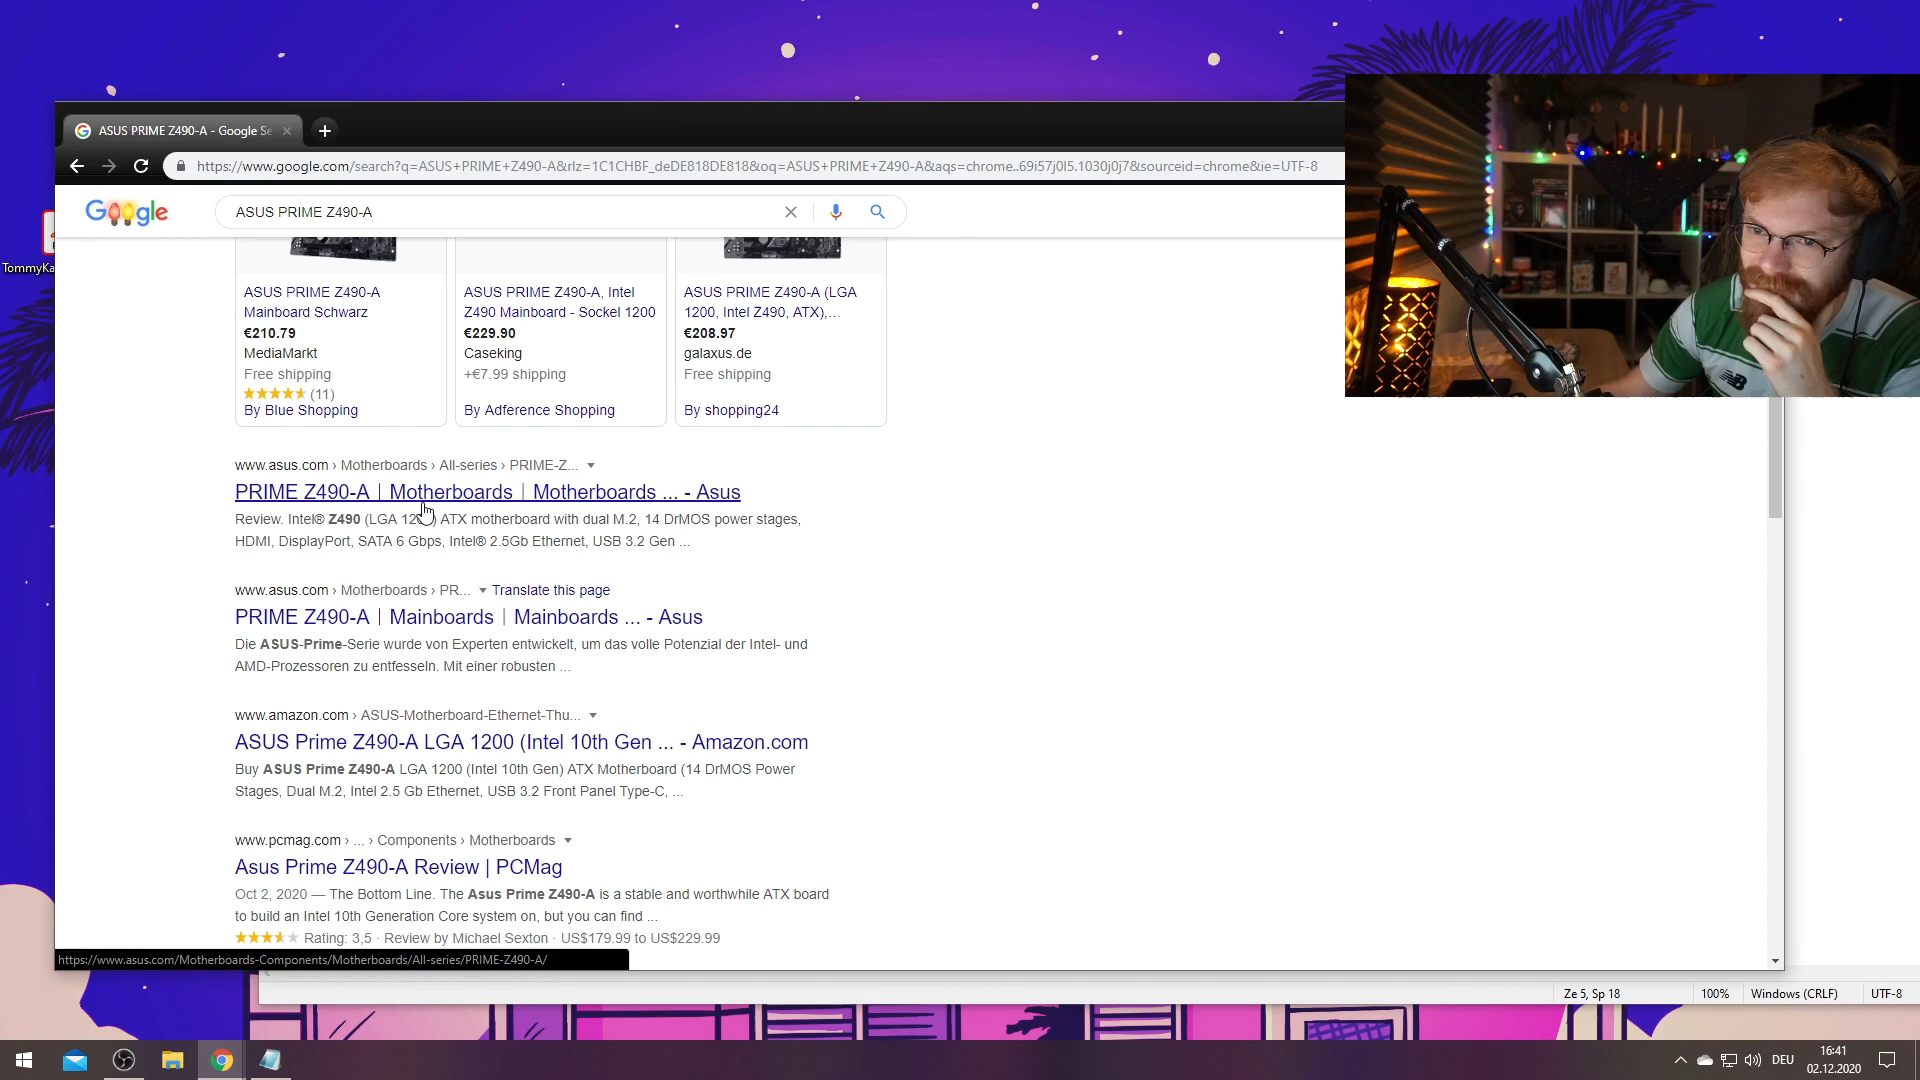 ASUS PRIME Z490-A - Google Se
https://www.google.com/search?q=ASUS+PRIME+Z490-A&rlz=1C1CHBF_deDE818DE818&oq=ASUS+PRIME+Z490-A&aqs=chrome..69i57j0l5.1030j0j7&sourceid=chrome&ie=UTF-8
Google
ASUS PRIME Z490-A
TommyKa
ASUS PRIME Z490-A
Mainboard Schwarz
€210.79
MediaMarkt
Free shipping
(11)
By Blue Shopping
ASUS PRIME Z490-A, Intel
Z490 Mainboard - Sockel 1200
€229.90
Caseking
+€7.99 shipping
By Adference Shopping
ASUS PRIME Z490-A (LGA
1200, Intel Z490, ATX),...
€208.97
galaxus.de
Free shipping
By shopping24
www.asus.com › Motherboards › All-series › PRIME-Z...
PRIME Z490-A | Motherboards | Motherboards ... - Asus
Review. Intel® Z490 (LGA 1200) ATX motherboard with dual M.2, 14 DrMOS power stages,
HDMI, DisplayPort, SATA 6 Gbps, Intel® 2.5Gb Ethernet, USB 3.2 Gen ...
www.asus.com › Motherboards › PR... Translate this page
PRIME Z490-A | Mainboards | Mainboards ... - Asus
Die ASUS-Prime-Serie wurde von Experten entwickelt, um das volle Potenzial der Intel- und
AMD-Prozessoren zu entfesseln. Mit einer robusten ...
www.amazon.com › ASUS-Motherboard-Ethernet-Thu...
ASUS Prime Z490-A LGA 1200 (Intel 10th Gen ... - Amazon.com
Buy ASUS Prime Z490-A LGA 1200 (Intel 10th Gen) ATX Motherboard (14 DrMOS Power
Stages, Dual M.2, Intel 2.5 Gb Ethernet, USB 3.2 Front Panel Type-C, ...
www.pcmag.com › ... › Components › Motherboards
Asus Prime Z490-A Review | PCMag
Oct 2, 2020 — The Bottom Line. The Asus Prime Z490-A is a stable and worthwhile ATX board
to build an Intel 10th Generation Core system on, but you can find ...
Rating: 3,5 · Review by Michael Sexton · US$179.99 to US$229.99
https://www.asus.com/Motherboards-Components/Motherboards/All-series/PRIME-Z490-A/
Ze 5, Sp 18
100%
Windows (CRLF)
UTF-8
DEU
16:41
02.12.2020